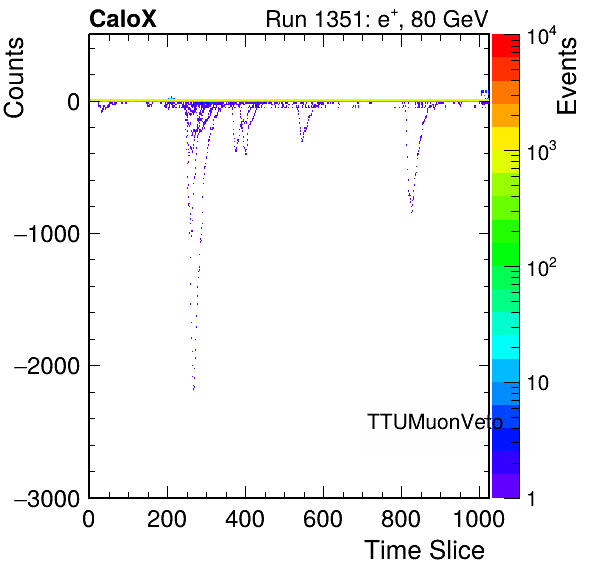 CaloX Run 1351: e+, 80 GeV
Counts
Events
0
−1000
−2000
−3000
0 200 400 600 800 1000
Time Slice
TTUMuonVeto
10^4
10^3
10^2
10
1